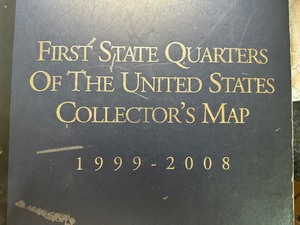 First State Quarters
Of The United States
Collector's Map
1999-2008